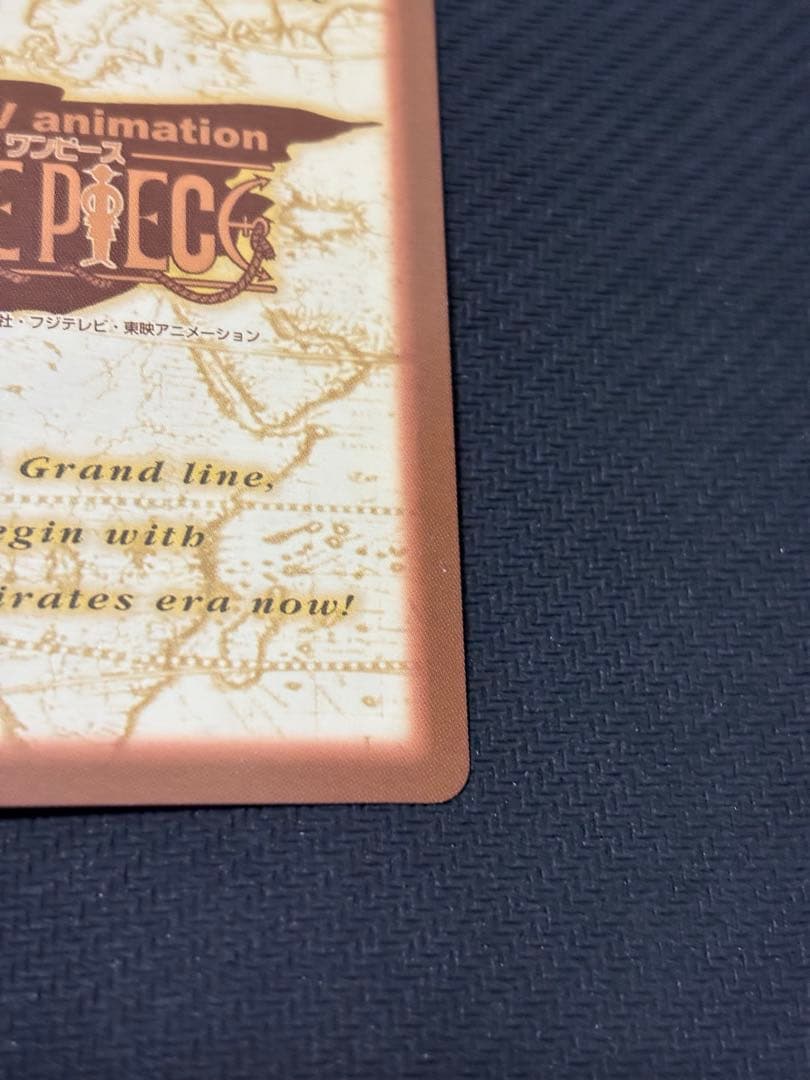 animation
ワンピース
E PIECE
社・フジテレビ・東映アニメーション
Grand line,
egin with
irates era now!